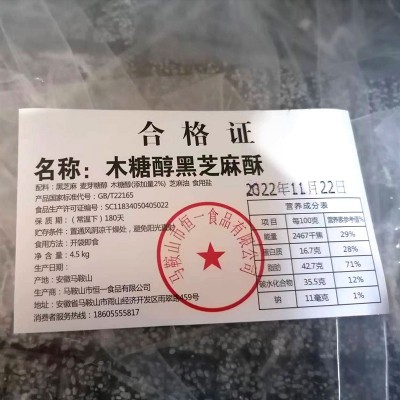 合格证
名称：木糖醇黑芝麻酥
2022年11月22日
配料：黑芝麻 麦芽糖醇 木糖醇(添加量2%) 芝麻油 食用盐
产品国家标准代号：GB/T22165
食品生产许可证编号：SC11834050405022
保 质 期：（常温下）180天
贮存条件：置通风阴凉干燥处，避免阳光直射
食用方法：开袋即食
净含量：4.5 kg
产地：安徽马鞍山
生产商：马鞍山市恒一食品有限公司
地址：安徽省马鞍山市雨山经济开发区雨翠路459号
消费者服务热线：18605555817
营养成分表
项目 每100克 营养素参考值%
能量 2467千焦 29%
蛋白质 16.7克 28%
脂肪 42.7克 71%
碳水化合物 35.5克 12%
钠 11毫克 1%
马鞍山市恒一食品有限公司